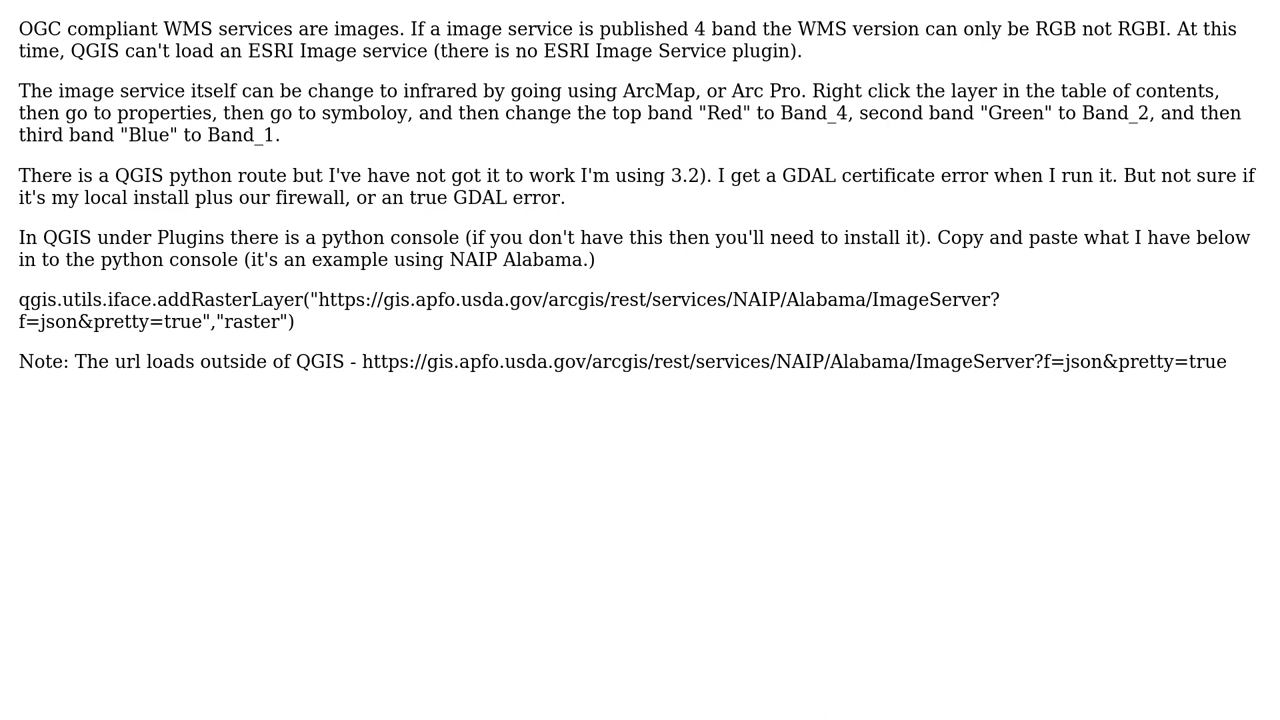 OGC compliant WMS services are images. If a image service is published 4 band the WMS version can only be RGB not RGBI. At this
time, QGIS can't load an ESRI Image service (there is no ESRI Image Service plugin).
The image service itself can be change to infrared by going using ArcMap, or Arc Pro. Right click the layer in the table of contents,
then go to properties, then go to symboloy, and then change the top band "Red" to Band_4, second band "Green" to Band_2, and then
third band "Blue" to Band_1.
There is a QGIS python route but I've have not got it to work I'm using 3.2). I get a GDAL certificate error when I run it. But not sure if
it's my local install plus our firewall, or an true GDAL error.
In QGIS under Plugins there is a python console (if you don't have this then you'll need to install it). Copy and paste what I have below
in to the python console (it's an example using NAIP Alabama.)
qgis.utils.iface.addRasterLayer("https://gis.apfo.usda.gov/arcgis/rest/services/NAIP/Alabama/ImageServer?
f=json&pretty=true","raster")
Note: The url loads outside of QGIS - https://gis.apfo.usda.gov/arcgis/rest/services/NAIP/Alabama/ImageServer?f=json&pretty=true